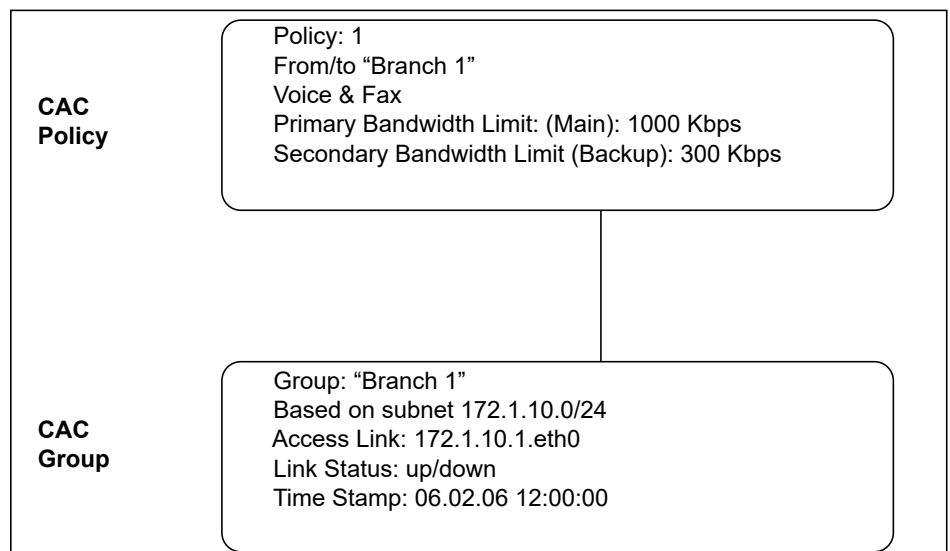 CAC
Policy
Policy: 1
From/to “Branch 1”
Voice & Fax
Primary Bandwidth Limit: (Main): 1000 Kbps
Secondary Bandwidth Limit (Backup): 300 Kbps
CAC
Group
Group: “Branch 1”
Based on subnet 172.1.10.0/24
Access Link: 172.1.10.1.eth0
Link Status: up/down
Time Stamp: 06.02.06 12:00:00